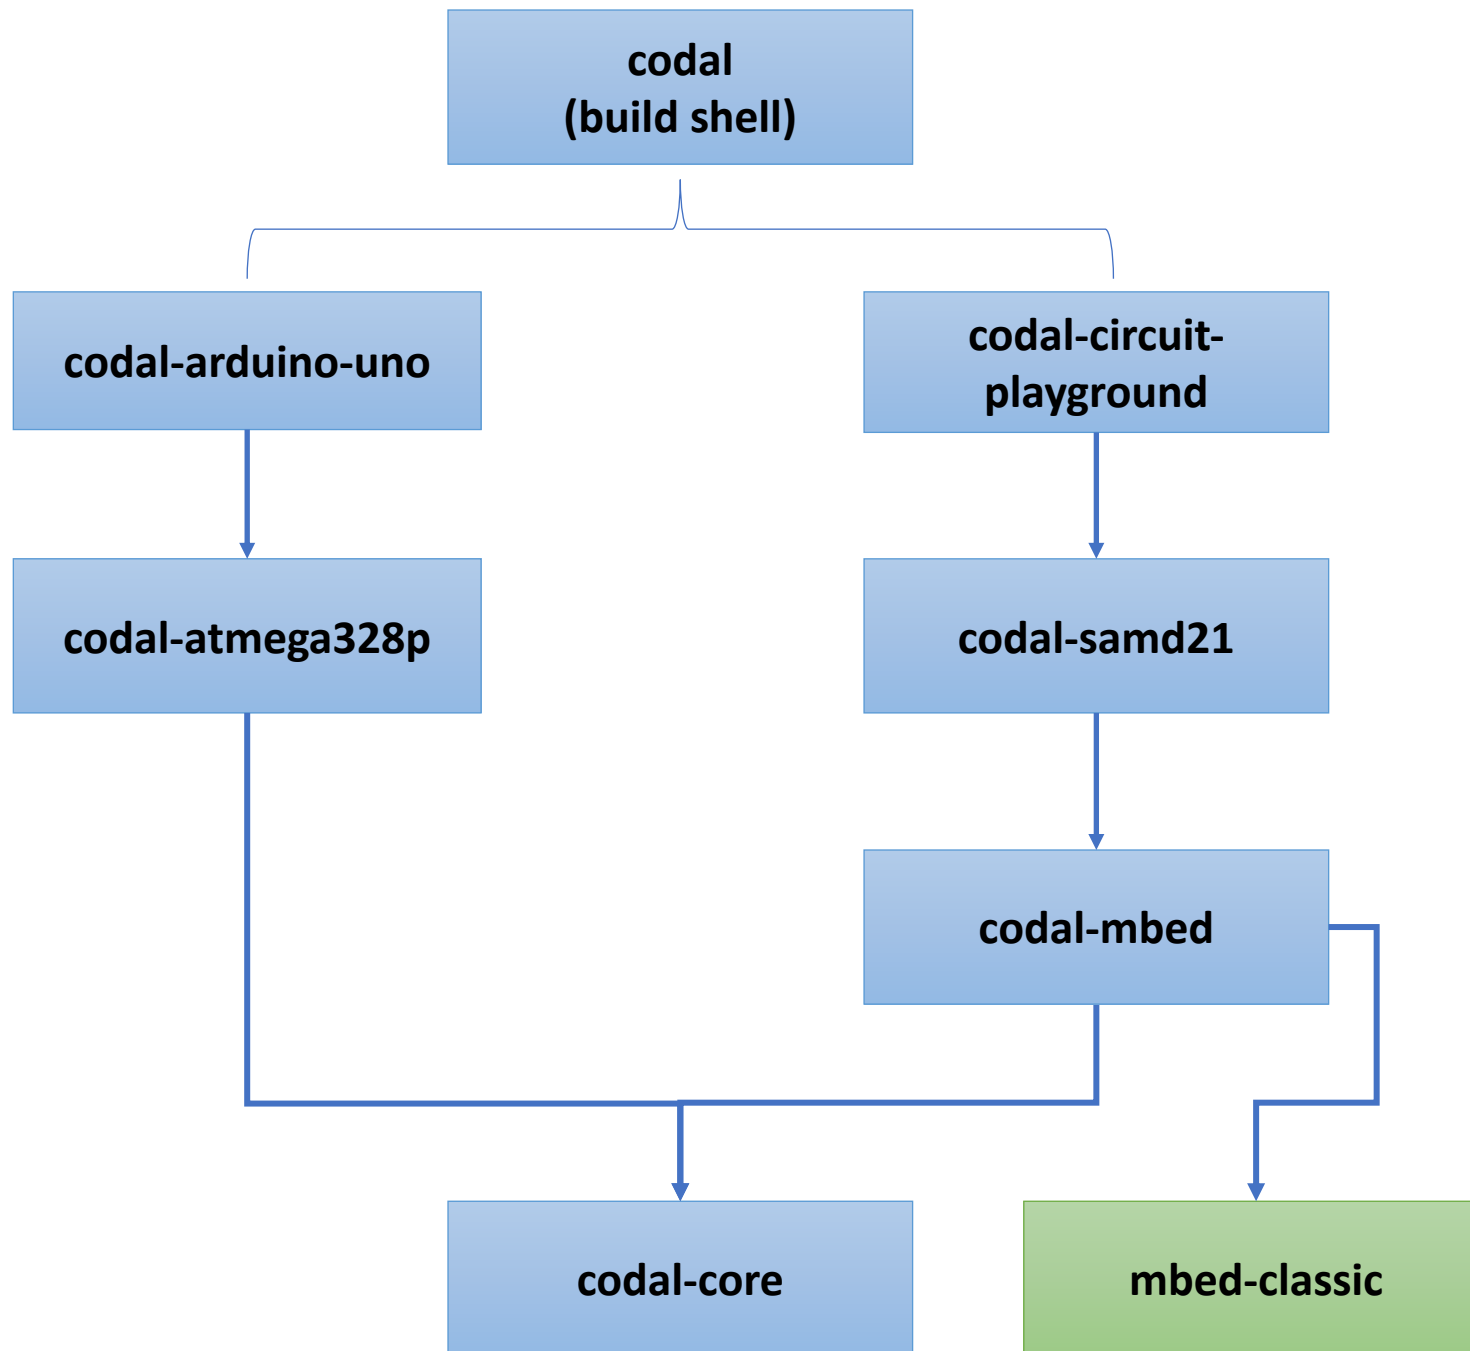 codal
(build shell)
codal-arduino-uno
codal-circuit-
playground
codal-atmega328p
codal-samd21
codal-mbed
codal-core
mbed-classic